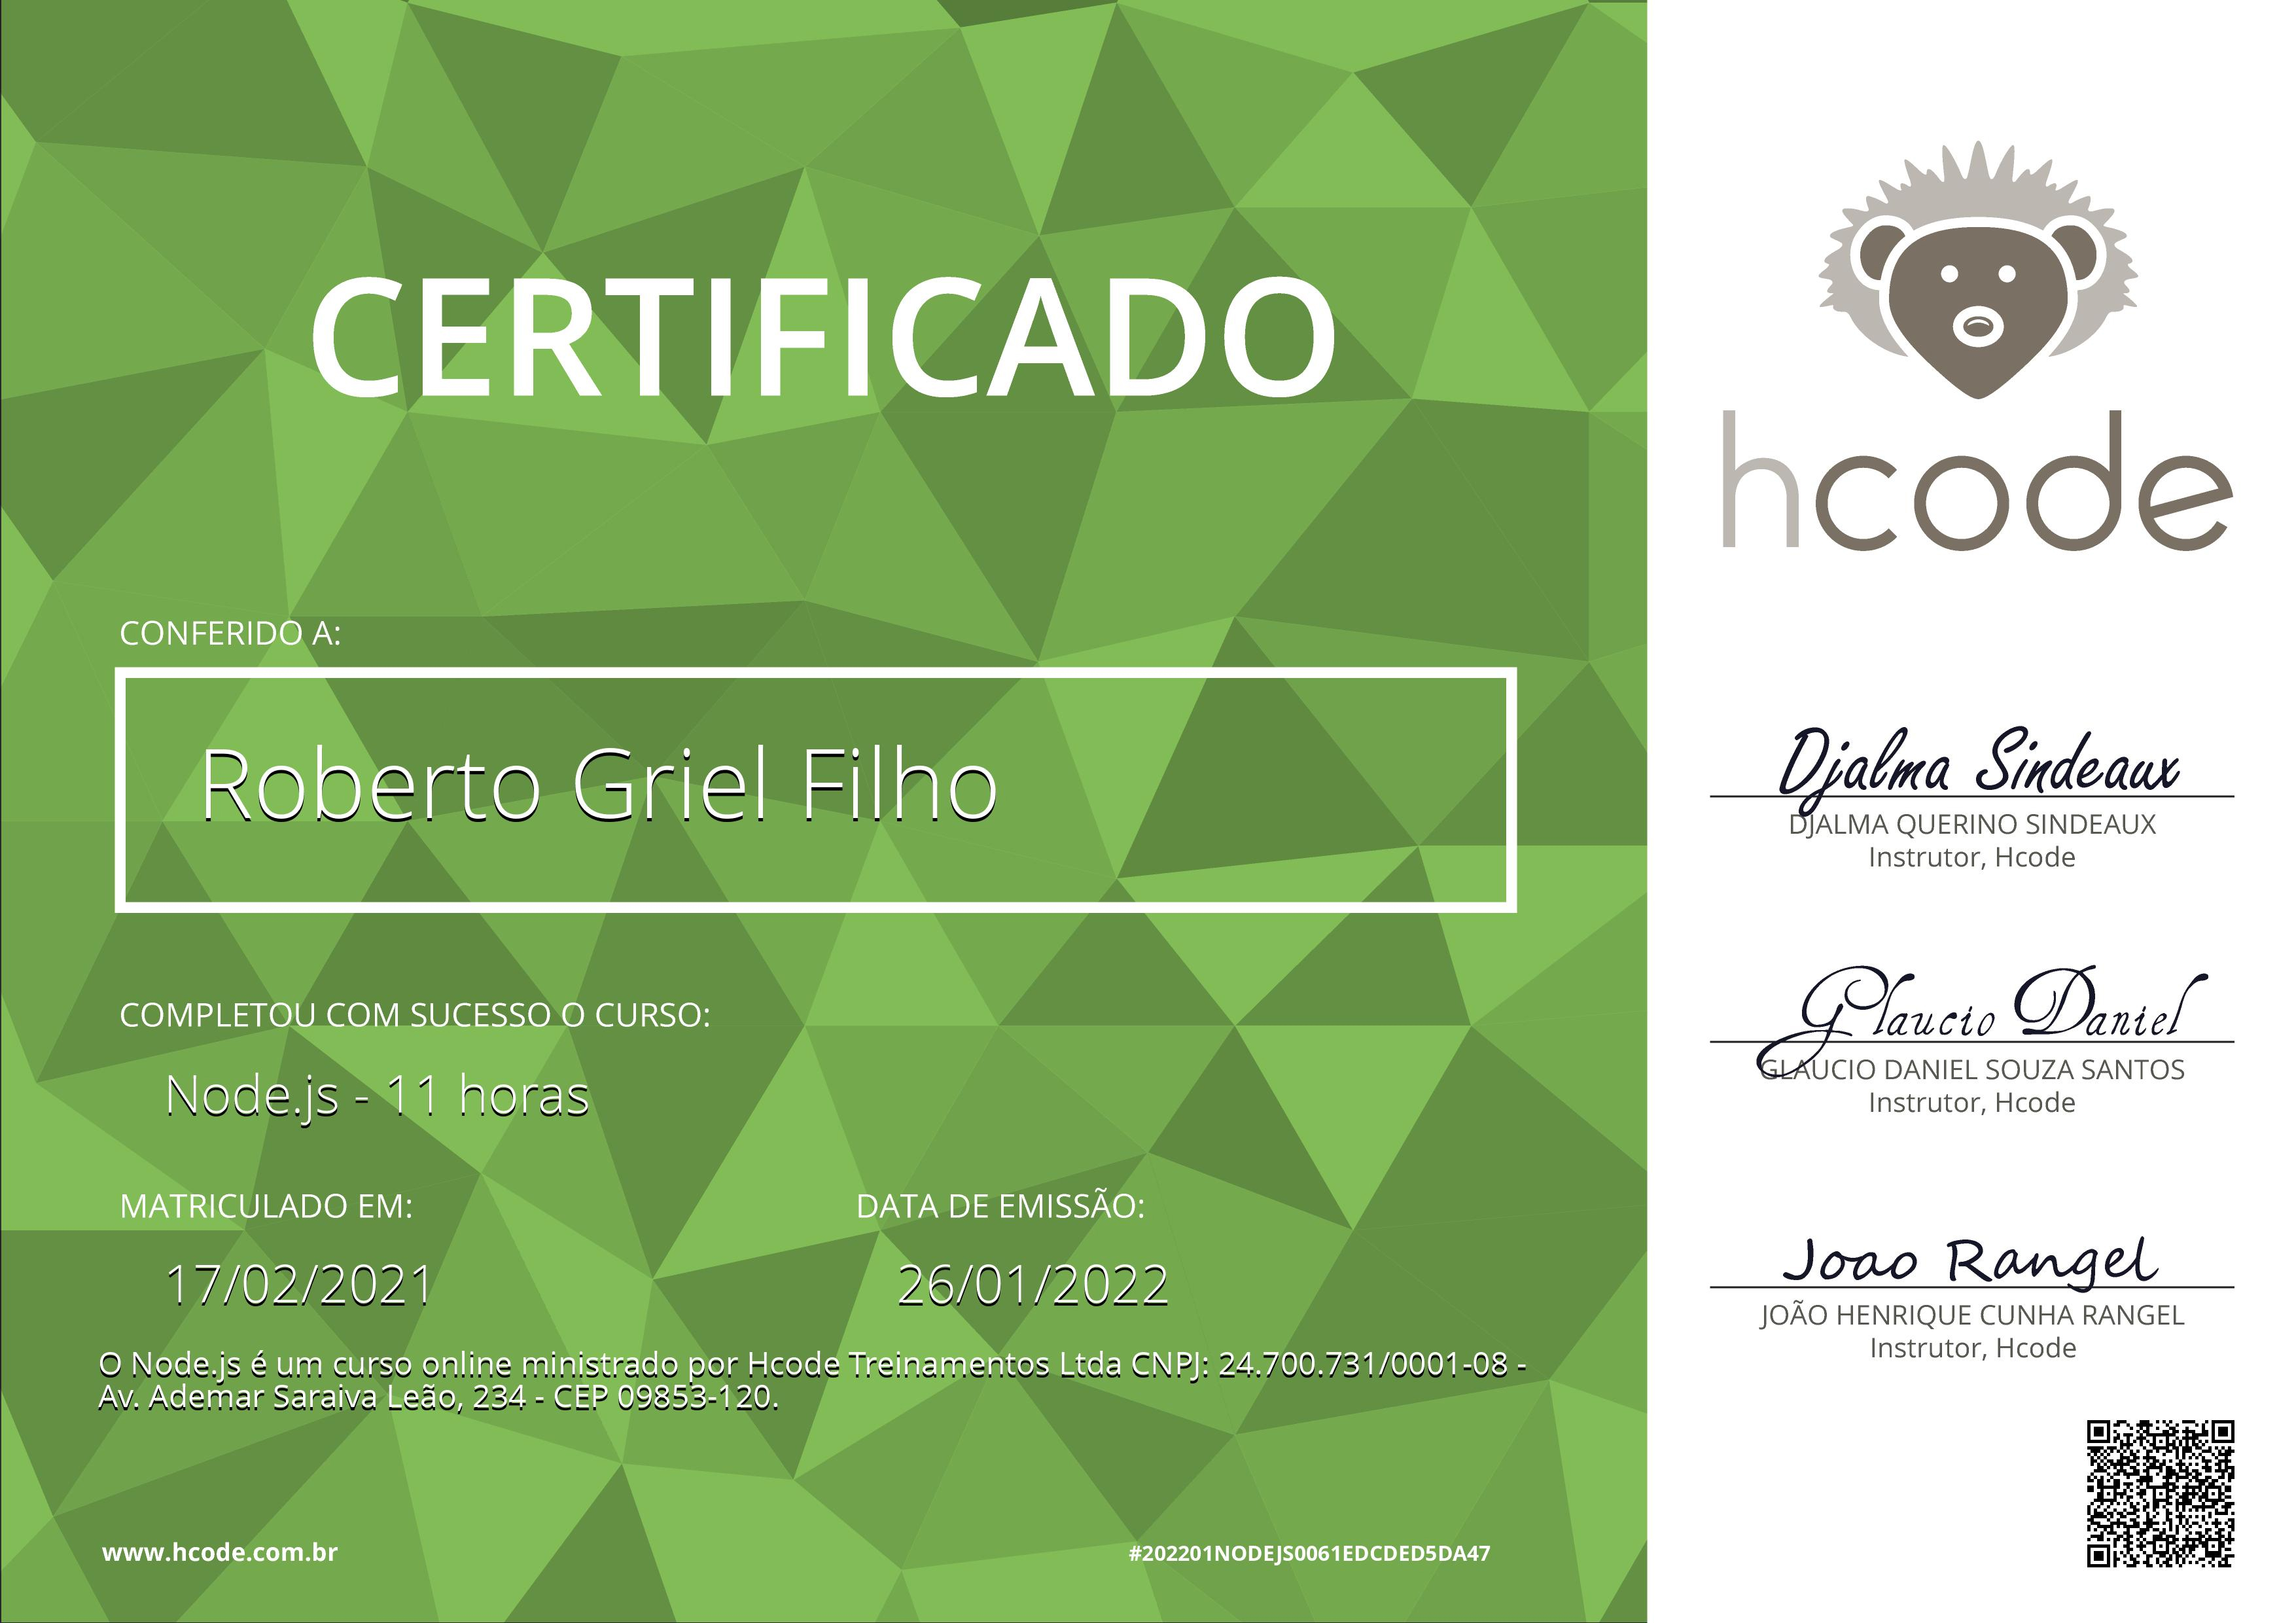 CERTIFICADO
CONFERIDO A:
Roberto Griel Filho
COMPLETOU COM SUCESSO O CURSO:
Node.js - 11 horas
MATRICULADO EM:
DATA DE EMISSÃO:
17/02/2021
26/01/2022
O Node.js é um curso online ministrado por Hcode Treinamentos Ltda CNPJ: 24.700.731/0001-08 -
Av. Ademar Saraiva Leão, 234 - CEP 09853-120.
www.hcode.com.br
#202201NODEJS0061EDCDED5DA47
hcode
Djalma Sindeaux
DJALMA QUERINO SINDEAUX
Instrutor, Hcode
Glaucio Daniel
GLAUCIO DANIEL SOUZA SANTOS
Instrutor, Hcode
Joao Rangel
JOÃO HENRIQUE CUNHA RANGEL
Instrutor, Hcode